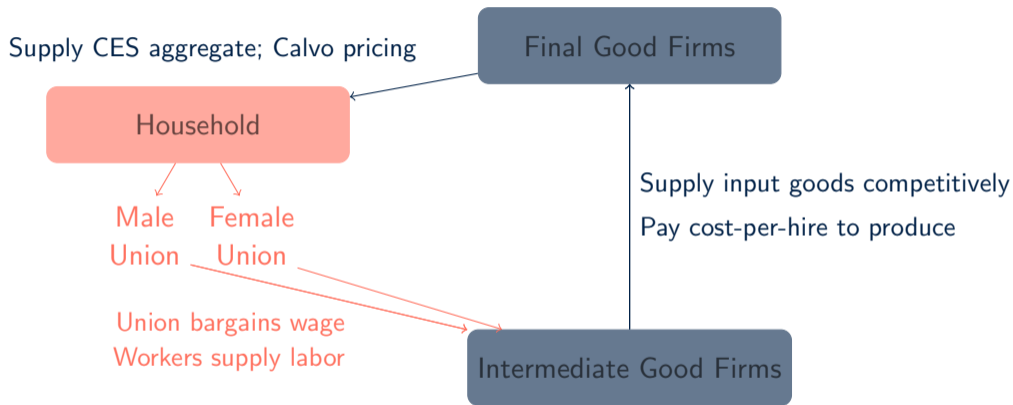 Final Good Firms
Supply CES aggregate; Calvo pricing
Household
Supply input goods competitively
Pay cost-per-hire to produce
Male
Union
Female
Union
Union bargains wage
Workers supply labor
Intermediate Good Firms